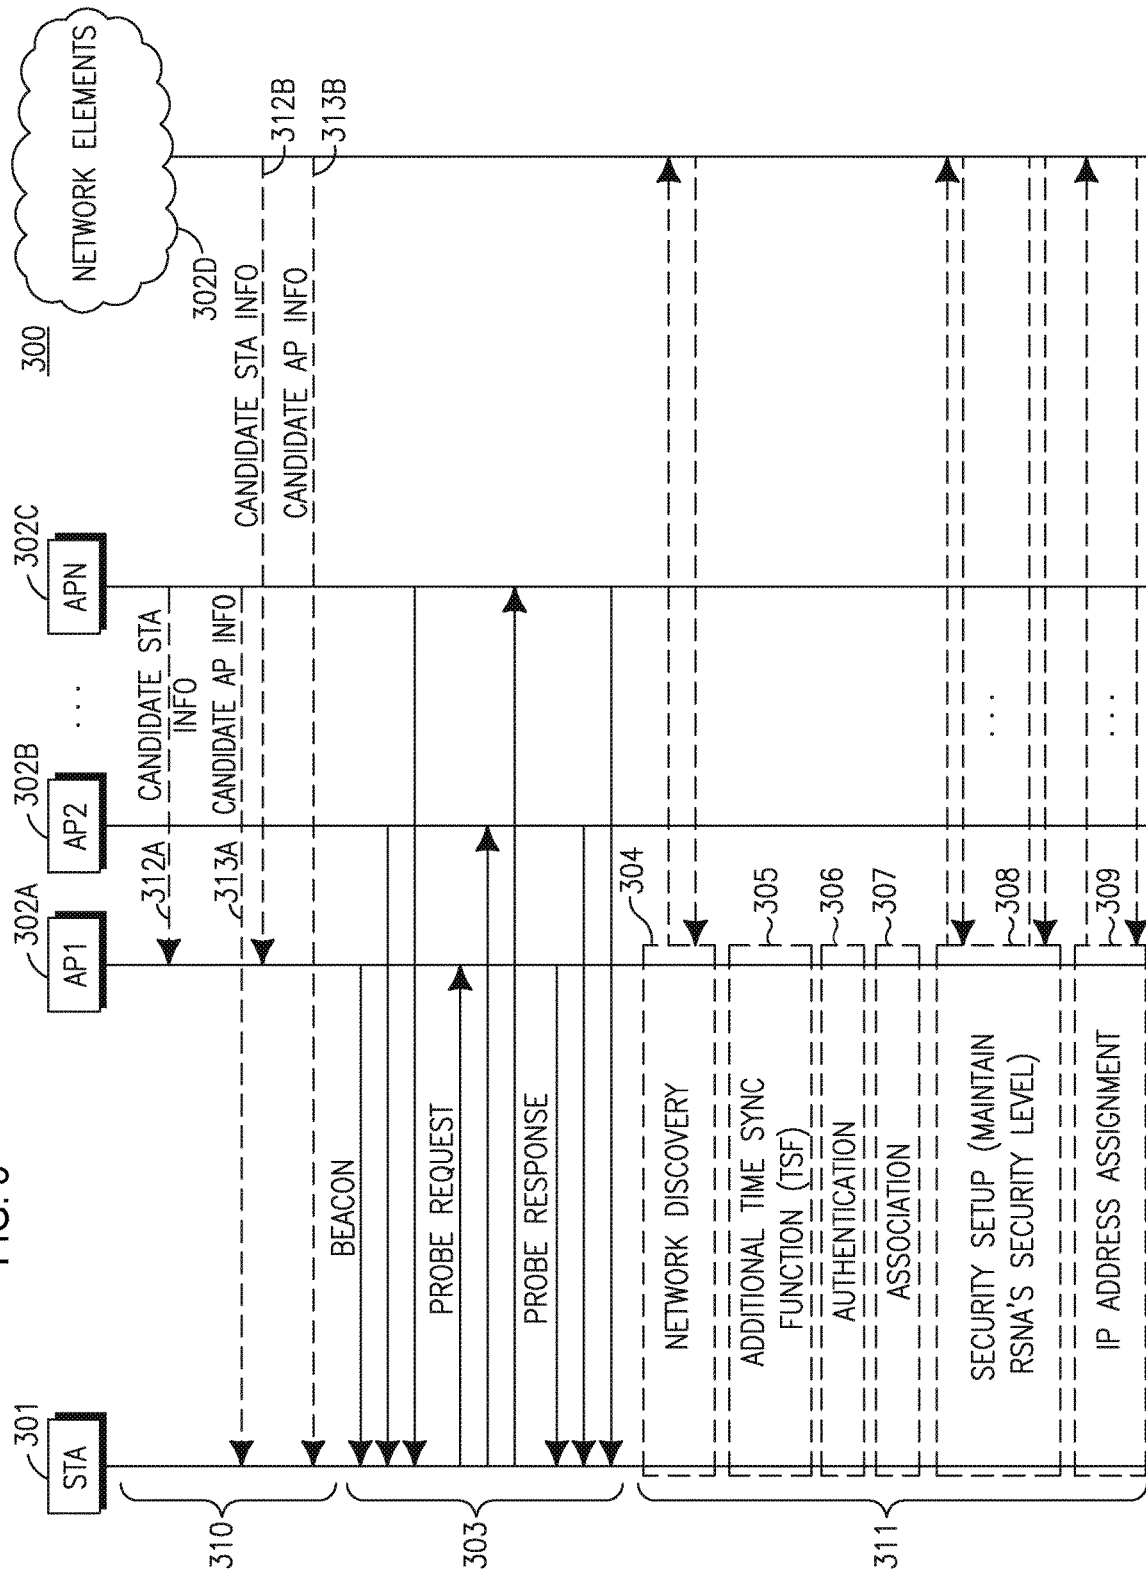 FIG. 3
300
STA
301
AP1
302A
AP2
302B
. . .
APN
302C
NETWORK ELEMENTS
302D
310
312A
CANDIDATE STA
INFO
313A
CANDIDATE AP INFO
CANDIDATE STA INFO
312B
CANDIDATE AP INFO
313B
303
BEACON
PROBE REQUEST
PROBE RESPONSE
311
NETWORK DISCOVERY
304
ADDITIONAL TIME SYNC
FUNCTION (TSF)
305
AUTHENTICATION
306
ASSOCIATION
307
SECURITY SETUP (MAINTAIN
RSNA'S SECURITY LEVEL)
308
. . .
IP ADDRESS ASSIGNMENT
309
. . .